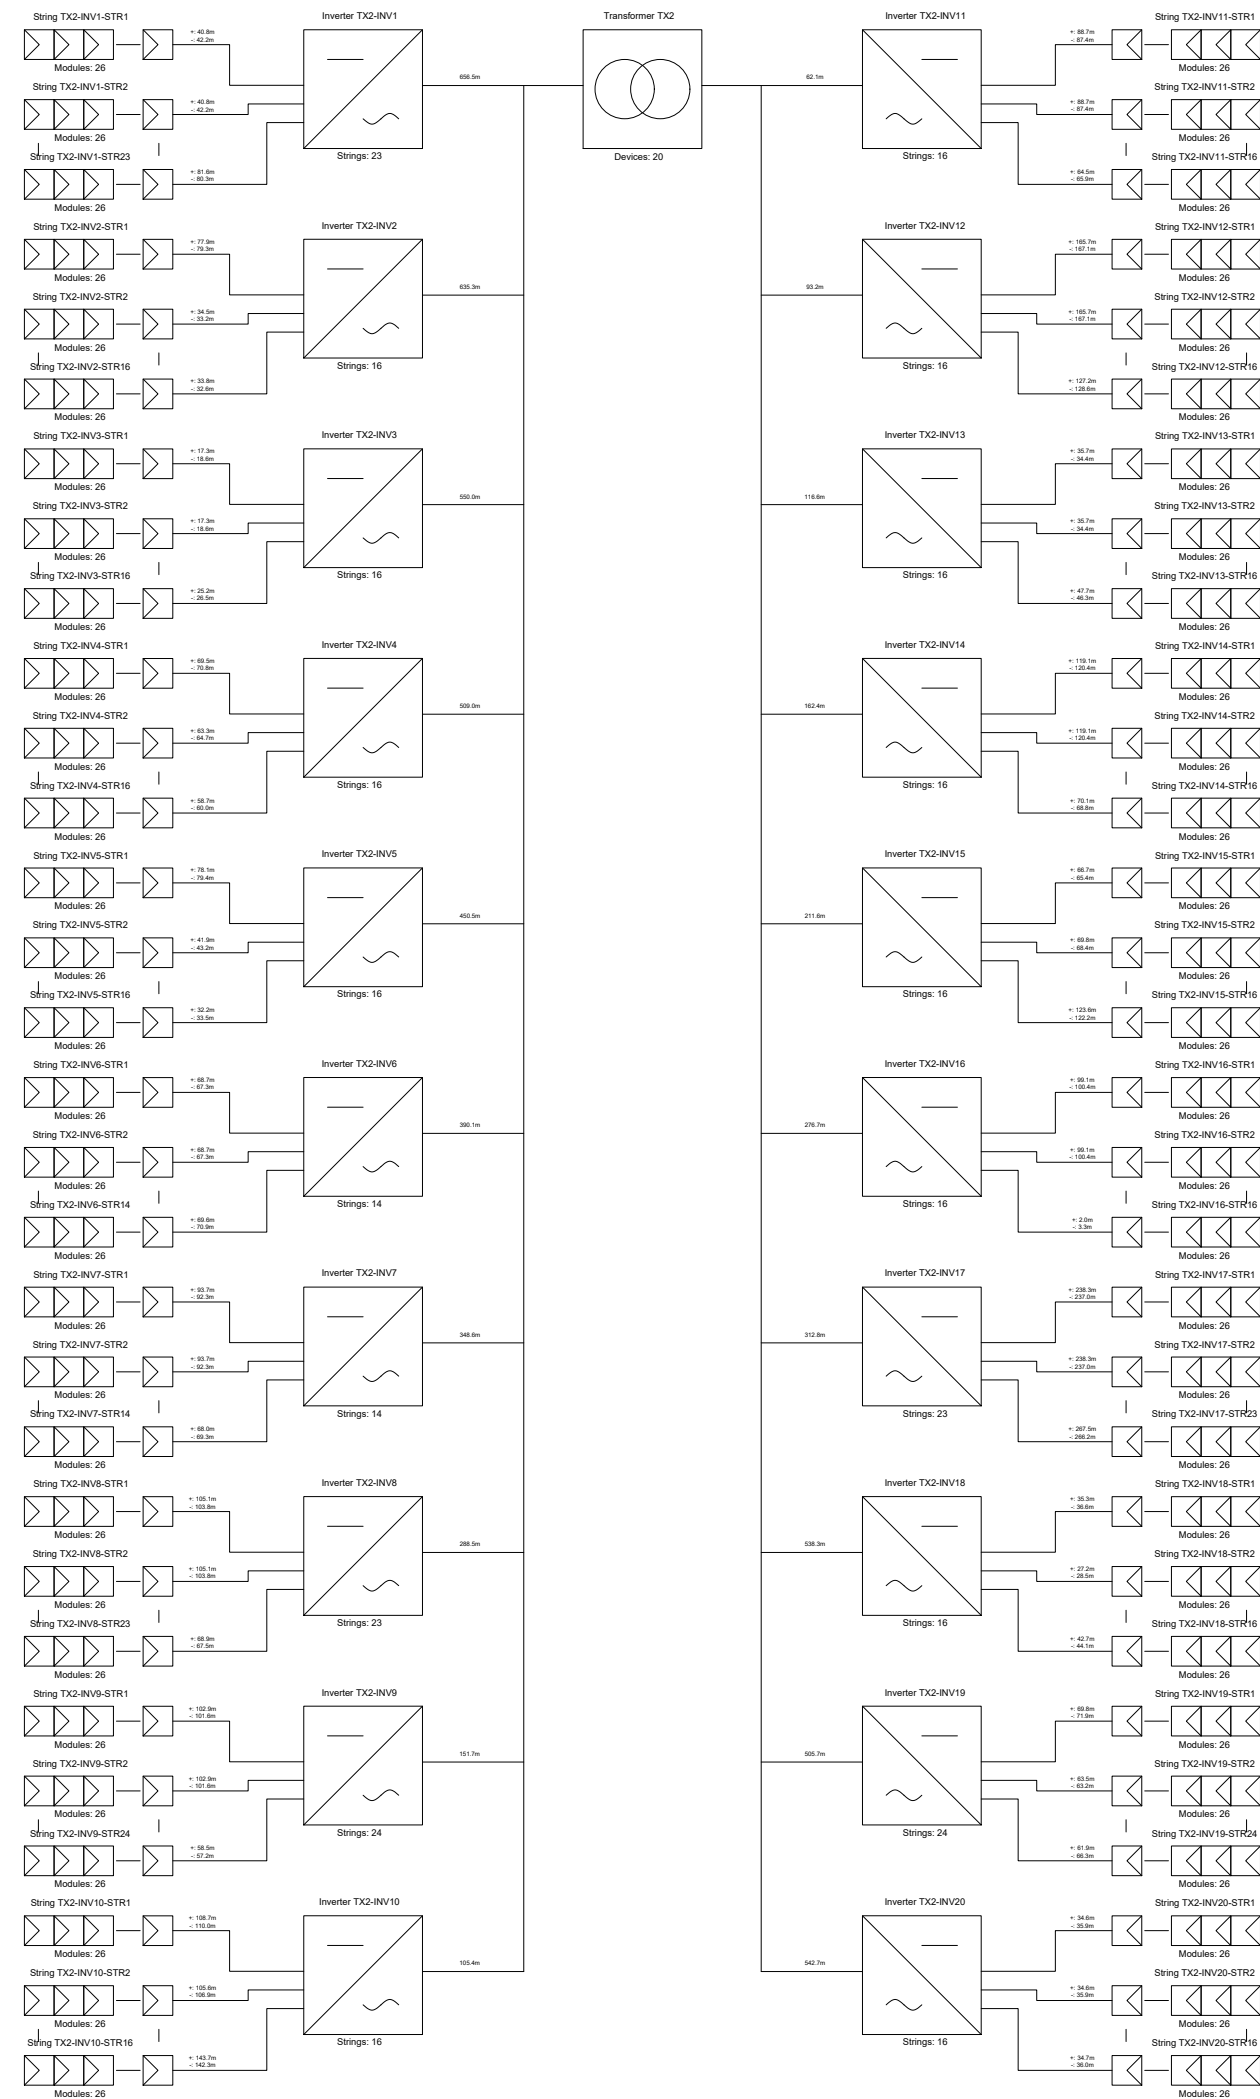 String TX2-INV1-STR1
+: 40.8m
-: 42.2m
Modules: 26
String TX2-INV1-STR2
+: 40.8m
-: 42.2m
Modules: 26
String TX2-INV1-STR23
+: 81.6m
-: 80.3m
Modules: 26
Inverter TX2-INV1
Strings: 23
656.5m
String TX2-INV2-STR1
+: 77.9m
-: 79.3m
Modules: 26
String TX2-INV2-STR2
+: 34.5m
-: 33.2m
Modules: 26
String TX2-INV2-STR16
+: 33.8m
-: 32.6m
Modules: 26
Inverter TX2-INV2
Strings: 16
635.3m
String TX2-INV3-STR1
+: 17.3m
-: 18.6m
Modules: 26
String TX2-INV3-STR2
+: 17.3m
-: 18.6m
Modules: 26
String TX2-INV3-STR16
+: 25.2m
-: 26.5m
Modules: 26
Inverter TX2-INV3
Strings: 16
550.0m
String TX2-INV4-STR1
+: 69.5m
-: 70.8m
Modules: 26
String TX2-INV4-STR2
+: 63.3m
-: 64.7m
Modules: 26
String TX2-INV4-STR16
+: 58.7m
-: 60.0m
Modules: 26
Inverter TX2-INV4
Strings: 16
509.0m
String TX2-INV5-STR1
+: 78.1m
-: 79.4m
Modules: 26
String TX2-INV5-STR2
+: 41.9m
-: 43.2m
Modules: 26
String TX2-INV5-STR16
+: 32.2m
-: 33.5m
Modules: 26
Inverter TX2-INV5
Strings: 16
450.5m
String TX2-INV6-STR1
+: 68.7m
-: 67.3m
Modules: 26
String TX2-INV6-STR2
+: 68.7m
-: 67.3m
Modules: 26
String TX2-INV6-STR14
+: 69.6m
-: 70.9m
Modules: 26
Inverter TX2-INV6
Strings: 14
390.1m
String TX2-INV7-STR1
+: 93.7m
-: 92.3m
Modules: 26
String TX2-INV7-STR2
+: 93.7m
-: 92.3m
Modules: 26
String TX2-INV7-STR14
+: 68.0m
-: 69.3m
Modules: 26
Inverter TX2-INV7
Strings: 14
348.6m
String TX2-INV8-STR1
+: 105.1m
-: 103.8m
Modules: 26
String TX2-INV8-STR2
+: 105.1m
-: 103.8m
Modules: 26
String TX2-INV8-STR23
+: 68.9m
-: 67.5m
Modules: 26
Inverter TX2-INV8
Strings: 23
288.5m
String TX2-INV9-STR1
+: 102.9m
-: 101.6m
Modules: 26
String TX2-INV9-STR2
+: 102.9m
-: 101.6m
Modules: 26
String TX2-INV9-STR24
+: 58.5m
-: 57.2m
Modules: 26
Inverter TX2-INV9
Strings: 24
151.7m
String TX2-INV10-STR1
+: 108.7m
-: 110.0m
Modules: 26
String TX2-INV10-STR2
+: 105.6m
-: 106.9m
Modules: 26
String TX2-INV10-STR16
+: 143.7m
-: 142.3m
Modules: 26
Inverter TX2-INV10
Strings: 16
105.4m
Transformer TX2
Devices: 20
62.1m
Inverter TX2-INV11
Strings: 16
String TX2-INV11-STR1
+: 88.7m
-: 87.4m
Modules: 26
String TX2-INV11-STR2
+: 88.7m
-: 87.4m
Modules: 26
String TX2-INV11-STR16
+: 64.5m
-: 65.9m
Modules: 26
93.2m
Inverter TX2-INV12
Strings: 16
String TX2-INV12-STR1
+: 165.7m
-: 167.1m
Modules: 26
String TX2-INV12-STR2
+: 165.7m
-: 167.1m
Modules: 26
String TX2-INV12-STR16
+: 127.2m
-: 128.6m
Modules: 26
116.6m
Inverter TX2-INV13
Strings: 16
String TX2-INV13-STR1
+: 35.7m
-: 34.4m
Modules: 26
String TX2-INV13-STR2
+: 35.7m
-: 34.4m
Modules: 26
String TX2-INV13-STR16
+: 47.7m
-: 46.3m
Modules: 26
162.4m
Inverter TX2-INV14
Strings: 16
String TX2-INV14-STR1
+: 119.1m
-: 120.4m
Modules: 26
String TX2-INV14-STR2
+: 119.1m
-: 120.4m
Modules: 26
String TX2-INV14-STR16
+: 70.1m
-: 68.8m
Modules: 26
211.6m
Inverter TX2-INV15
Strings: 16
String TX2-INV15-STR1
+: 66.7m
-: 65.4m
Modules: 26
String TX2-INV15-STR2
+: 69.8m
-: 68.4m
Modules: 26
String TX2-INV15-STR16
+: 123.6m
-: 122.2m
Modules: 26
276.7m
Inverter TX2-INV16
Strings: 16
String TX2-INV16-STR1
+: 99.1m
-: 100.4m
Modules: 26
String TX2-INV16-STR2
+: 99.1m
-: 100.4m
Modules: 26
String TX2-INV16-STR16
+: 2.0m
-: 3.3m
Modules: 26
312.8m
Inverter TX2-INV17
Strings: 23
String TX2-INV17-STR1
+: 238.3m
-: 237.0m
Modules: 26
String TX2-INV17-STR2
+: 238.3m
-: 237.0m
Modules: 26
String TX2-INV17-STR23
+: 267.5m
-: 266.2m
Modules: 26
538.3m
Inverter TX2-INV18
Strings: 16
String TX2-INV18-STR1
+: 35.3m
-: 36.6m
Modules: 26
String TX2-INV18-STR2
+: 27.2m
-: 28.5m
Modules: 26
String TX2-INV18-STR16
+: 42.7m
-: 44.1m
Modules: 26
505.7m
Inverter TX2-INV19
Strings: 24
String TX2-INV19-STR1
+: 69.8m
-: 71.9m
Modules: 26
String TX2-INV19-STR2
+: 63.5m
-: 63.2m
Modules: 26
String TX2-INV19-STR24
+: 61.9m
-: 66.3m
Modules: 26
542.7m
Inverter TX2-INV20
Strings: 16
String TX2-INV20-STR1
+: 34.6m
-: 35.9m
Modules: 26
String TX2-INV20-STR2
+: 34.6m
-: 35.9m
Modules: 26
String TX2-INV20-STR16
+: 34.7m
-: 36.0m
Modules: 26